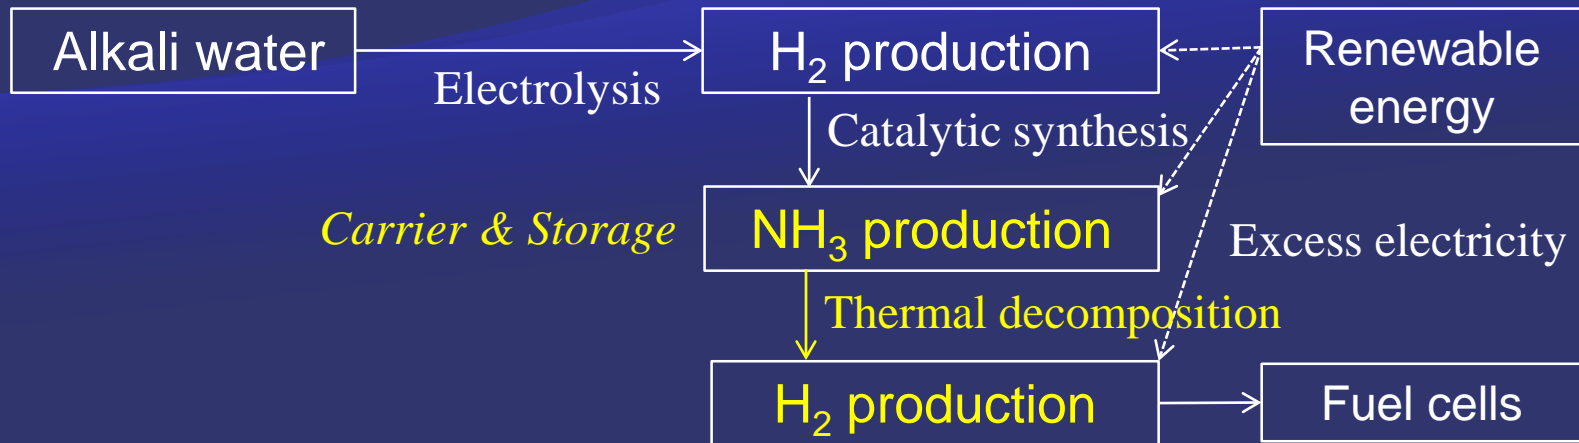 Alkali water
Electrolysis
H₂ production
Renewable
energy
Catalytic synthesis
Carrier & Storage
NH₃ production
Excess electricity
Thermal decomposition
H₂ production
Fuel cells